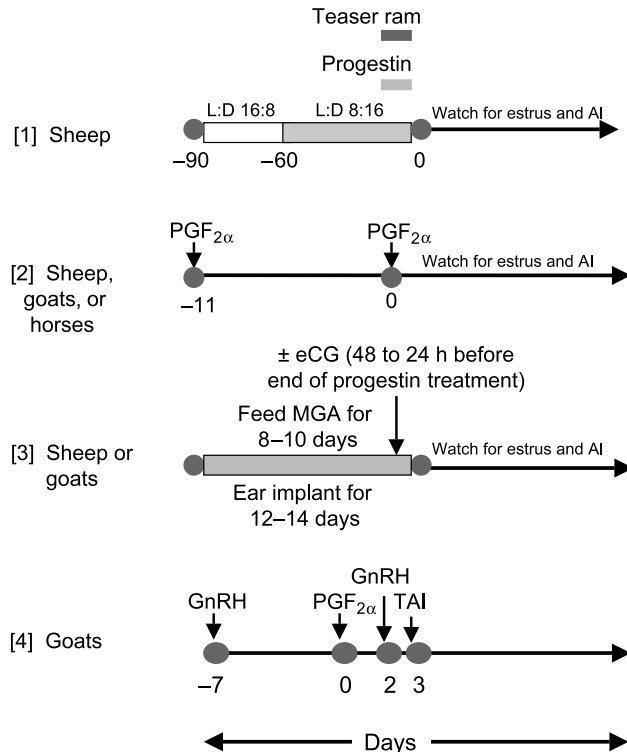 Teaser ram
Progestin
L:D 16:8 L:D 8:16
Watch for estrus and AI
[1] Sheep
–90 –60 0
PGF2α PGF2α
[2] Sheep,
goats, or
horses
Watch for estrus and AI
–11 0
± eCG (48 to 24 h before
end of progestin treatment)
Feed MGA for
8–10 days
[3] Sheep or
goats
Watch for estrus and AI
Ear implant for
12–14 days
GnRH
GnRH PGF2α TAI
[4] Goats
–7 0 2 3
Days